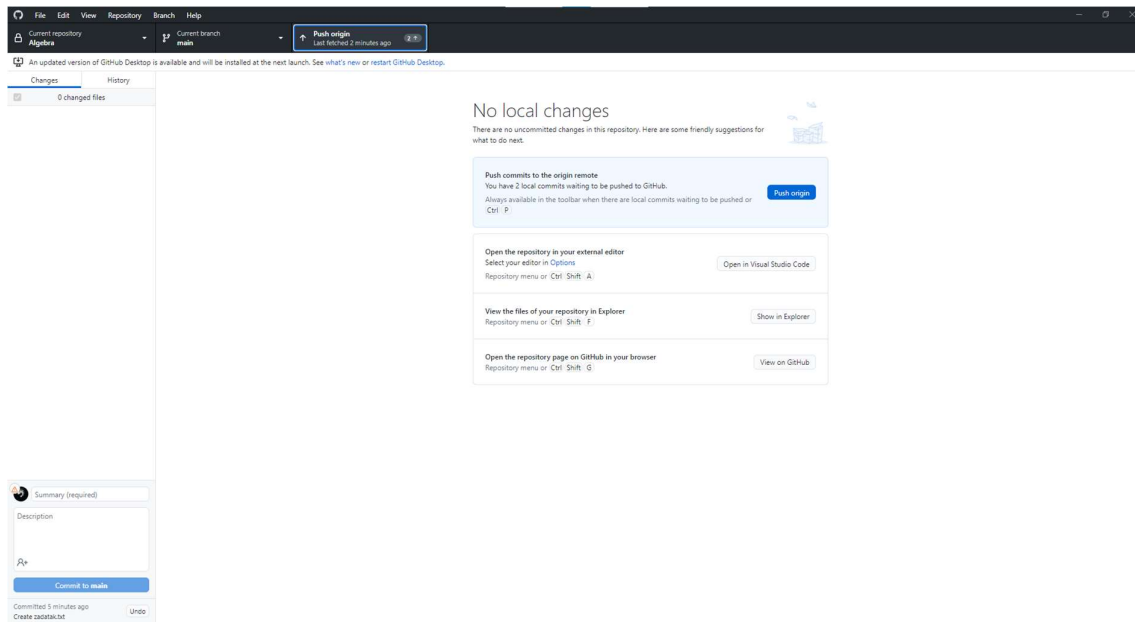 File Edit View Repository Branch Help
Current repository
Algebra
Current branch
main
Push origin
Last fetched 2 minutes ago
2
An updated version of GitHub Desktop is available and will be installed at the next launch. See what's new or restart GitHub Desktop.
Changes History
0 changed files
No local changes
There are no uncommitted changes in this repository. Here are some friendly suggestions for
what to do next.
Push commits to the origin remote
You have 2 local commits waiting to be pushed to GitHub.
Always available in the toolbar when there are local commits waiting to be pushed or
Ctrl P
Push origin
Open the repository in your external editor
Select your editor in Options
Repository menu or Ctrl Shift A
Open in Visual Studio Code
View the files of your repository in Explorer
Repository menu or Ctrl Shift F
Show in Explorer
Open the repository page on GitHub in your browser
Repository menu or Ctrl Shift G
View on GitHub
Summary (required)
Description
Commit to main
Committed 5 minutes ago
Create zadatak.txt
Undo